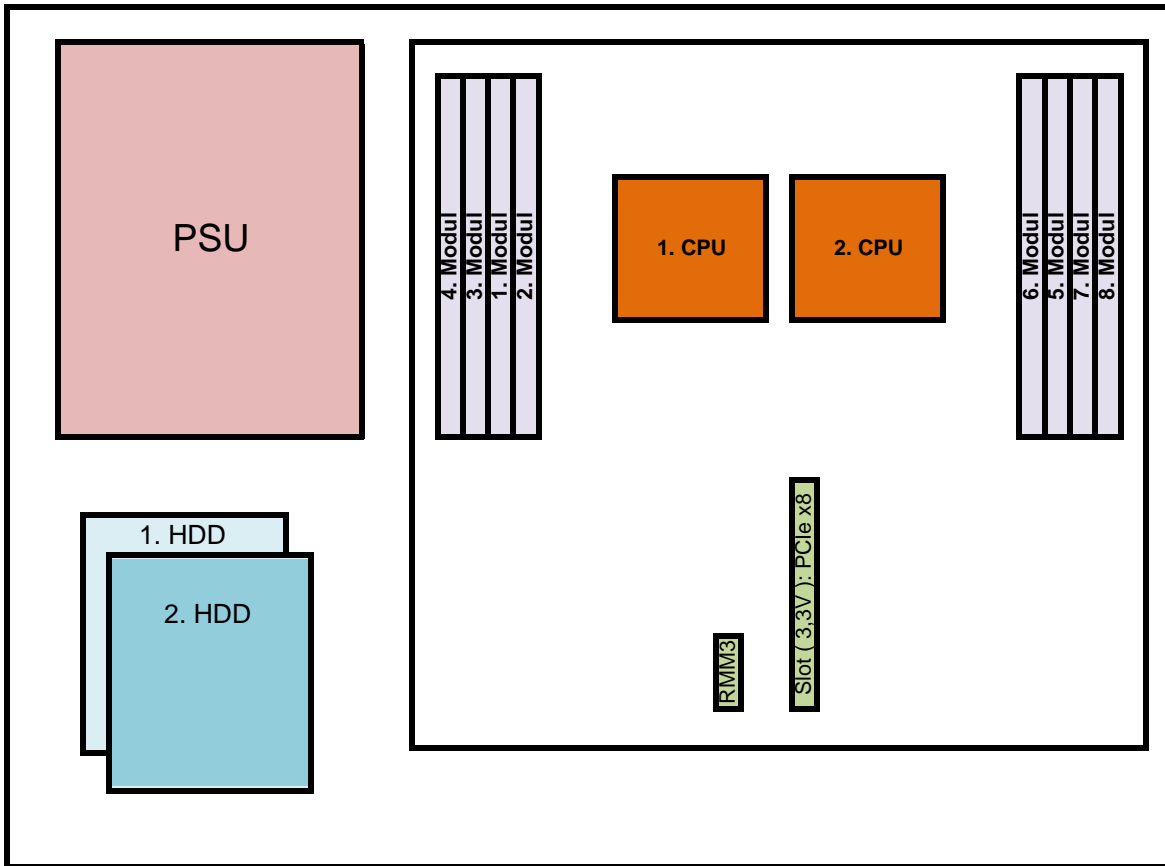 PSU
4. Modul
3. Modul
1. Modul
2. Modul
1. CPU
2. CPU
6. Modul
5. Modul
7. Modul
8. Modul
1. HDD
2. HDD
RMM3
Slot ( 3,3V ): PCIe x8